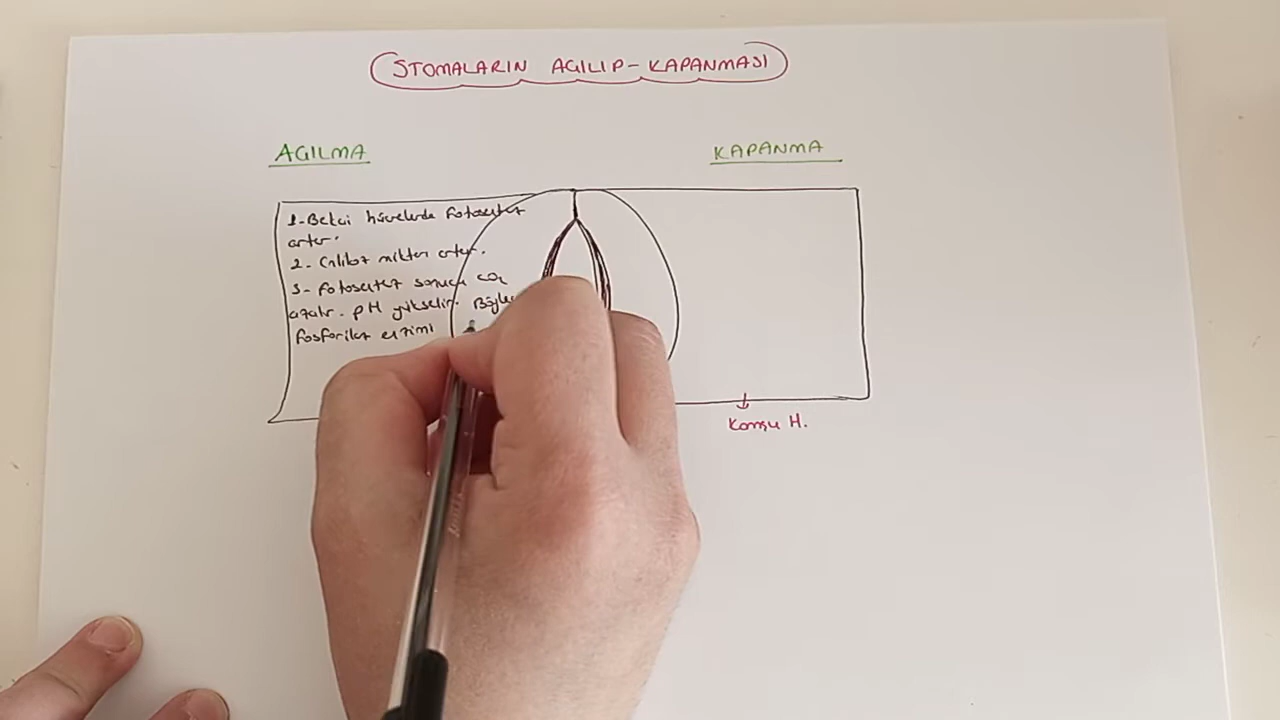 STOMALARIN AÇILIP-KAPANMASI
AÇILMA
KAPANMA
1-Bekçi hücrelerde fotosentez
artar.
2- Glikoz miktarı artar.
3- Fotosentez sonucu CO₂
azalır. pH yükselir.
fosforilaz enzimi
Komşu H.